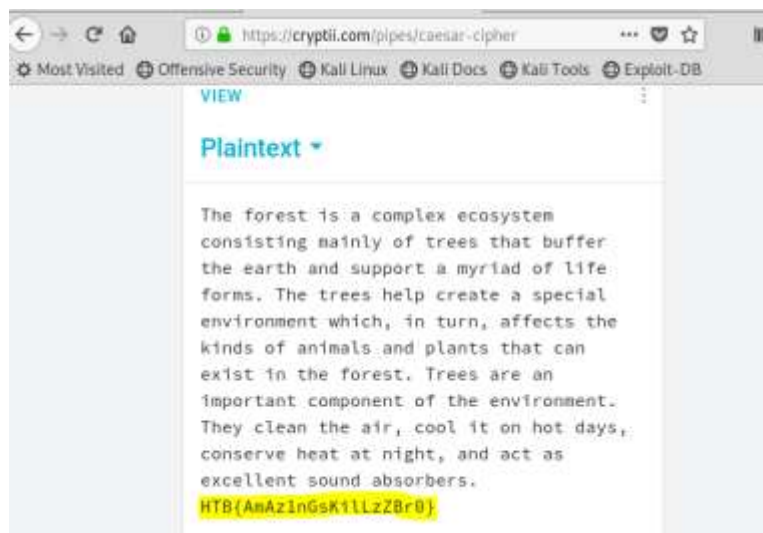 https://cryptii.com/pipes/caesar-cipher
Most Visited Offensive Security Kali Linux Kali Docs Kali Tools Exploit-DB
VIEW
Plaintext
The forest is a complex ecosystem
consisting mainly of trees that buffer
the earth and support a myriad of life
forms. The trees help create a special
environment which, in turn, affects the
kinds of animals and plants that can
exist in the forest. Trees are an
important component of the environment.
They clean the air, cool it on hot days,
conserve heat at night, and act as
excellent sound absorbers.
HTB{AmAz1nGsK1lLzZBr0}